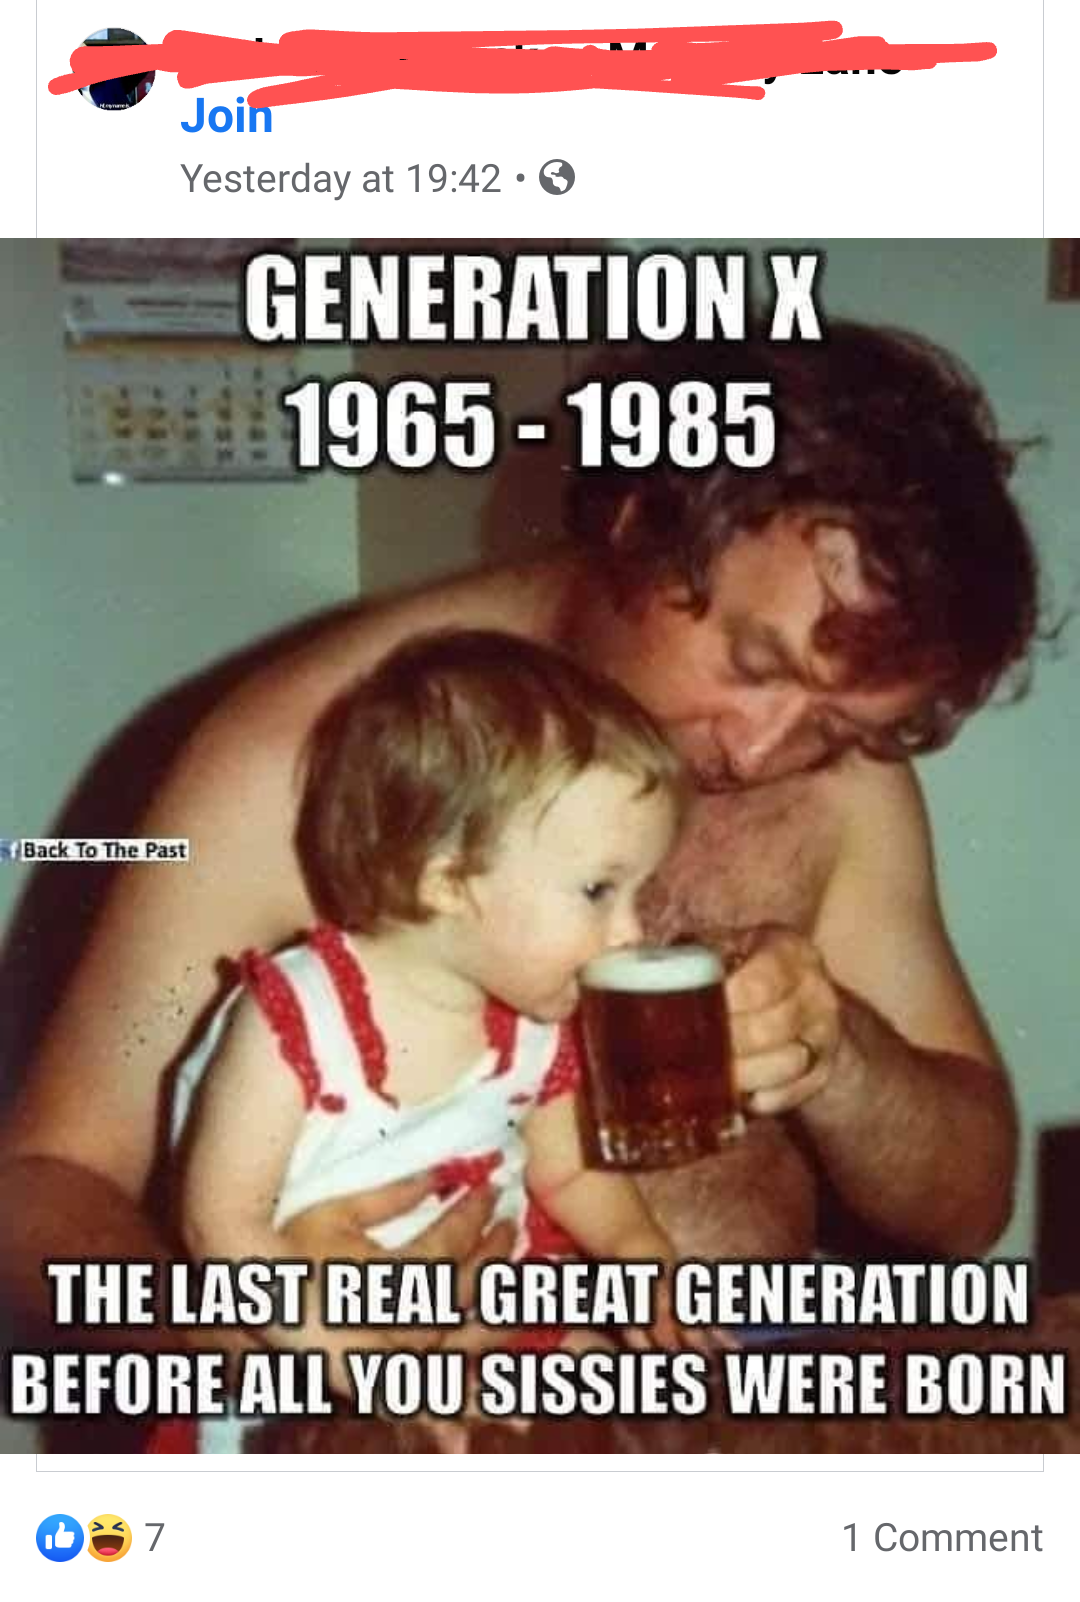 Join
Yesterday at 19:42 •
GENERATION X
1965 - 1985
Back To The Past
THE LAST REAL GREAT GENERATION
BEFORE ALL YOU SISSIES WERE BORN
7
1 Comment